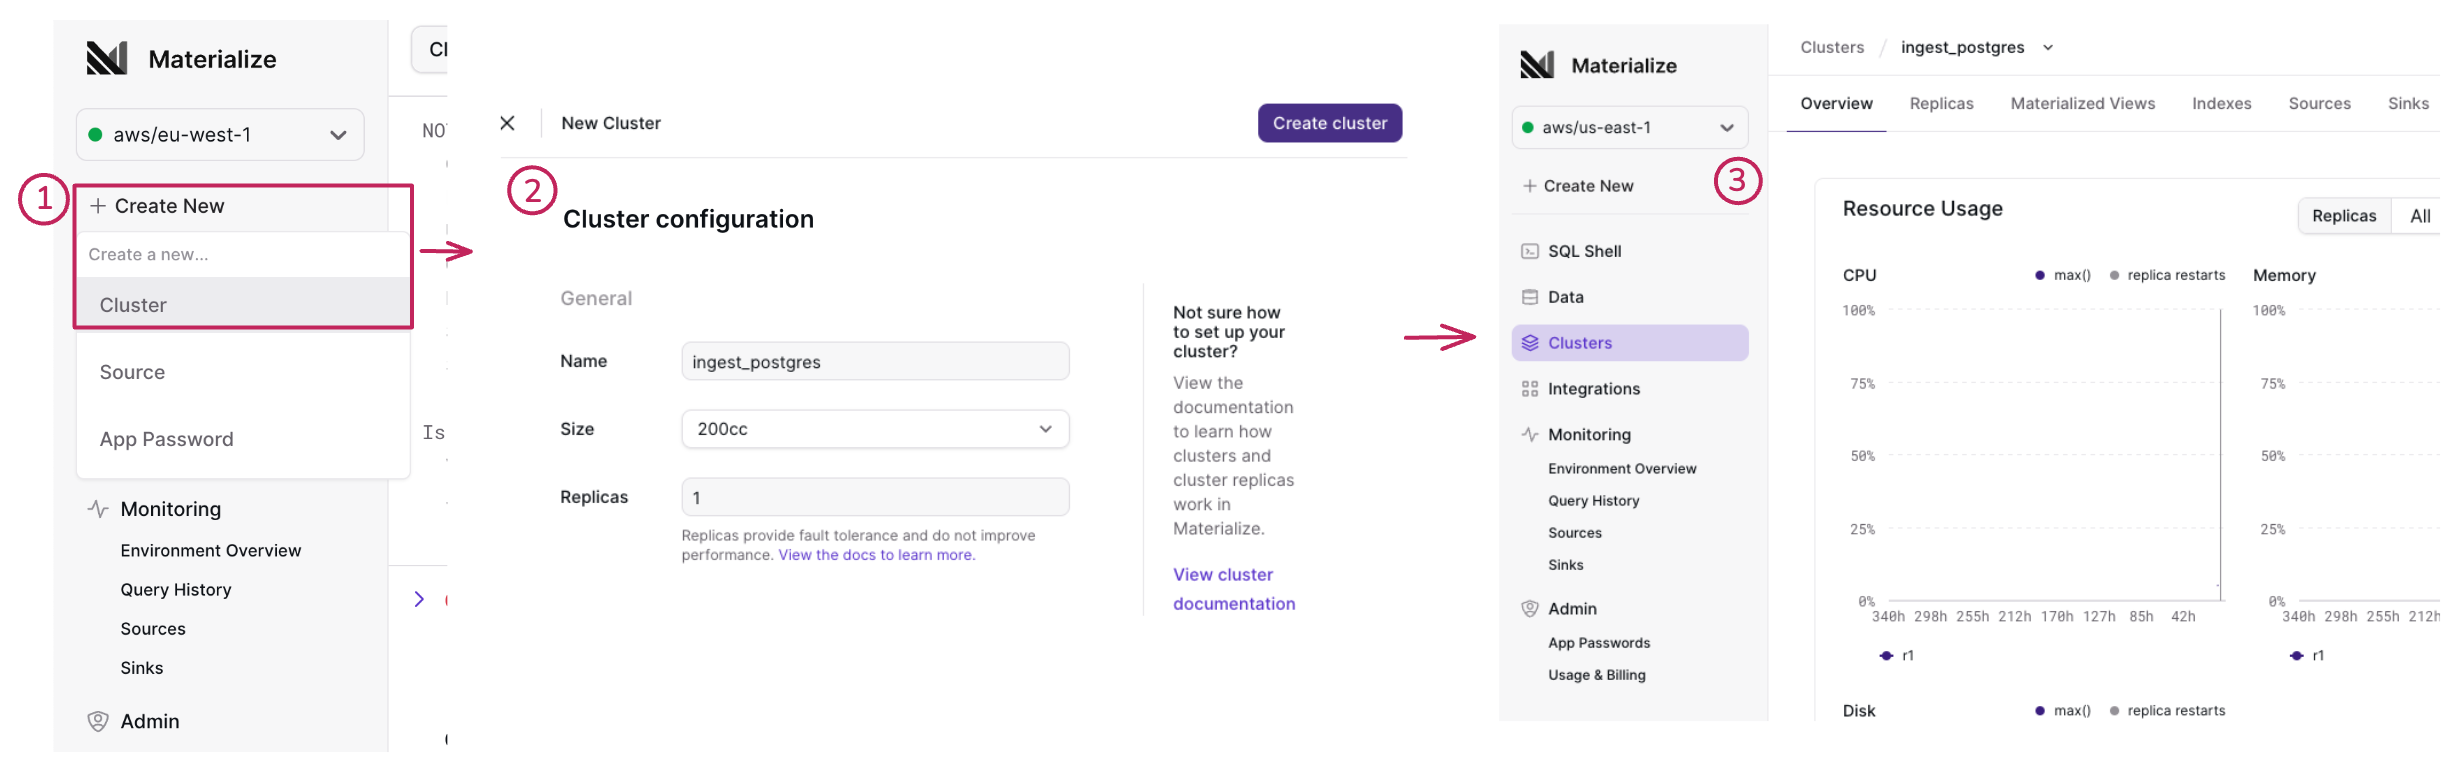 Materialize
aws/eu-west-1
1
+ Create New
Create a new...
Cluster
Source
App Password
Monitoring
Environment Overview
Query History
Sources
Sinks
Admin
Cl
NO
Is
New Cluster
Create cluster
2
Cluster configuration
General
Name
ingest_postgres
Size
200cc
Replicas
1
Replicas provide fault tolerance and do not improve
performance. View the docs to learn more.
Not sure how
to set up your
cluster?
View the
documentation
to learn how
clusters and
cluster replicas
work in
Materialize.
View cluster
documentation
Materialize
aws/us-east-1
3
+ Create New
SQL Shell
Data
Clusters
Integrations
Monitoring
Environment Overview
Query History
Sources
Sinks
Admin
App Passwords
Usage & Billing
Clusters / ingest_postgres
Overview Replicas Materialized Views Indexes Sources Sinks
Resource Usage
Replicas All
CPU max() replica restarts
100%
75%
50%
25%
0%
340h 298h 255h 212h 170h 127h 85h 42h
r1
Memory
100%
75%
50%
25%
0%
340h 298h 255h 212h
r1
Disk max() replica restarts